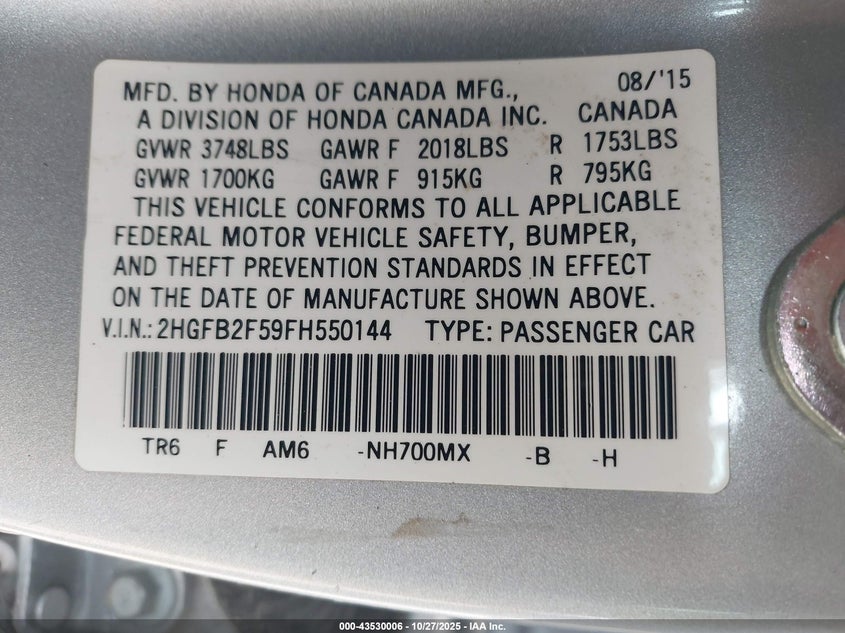 MFD. BY HONDA OF CANADA MFG., 08/'15
A DIVISION OF HONDA CANADA INC. CANADA
GVWR 3748LBS GAWR F 2018LBS R 1753LBS
GVWR 1700KG GAWR F 915KG R 795KG
THIS VEHICLE CONFORMS TO ALL APPLICABLE
FEDERAL MOTOR VEHICLE SAFETY, BUMPER,
AND THEFT PREVENTION STANDARDS IN EFFECT
ON THE DATE OF MANUFACTURE SHOWN ABOVE.
V.I.N.: 2HGFB2F59FH550144 TYPE: PASSENGER CAR
TR6 F AM6 -NH700MX -B -H
000-43530006 - 10/27/2025 - IAA Inc.